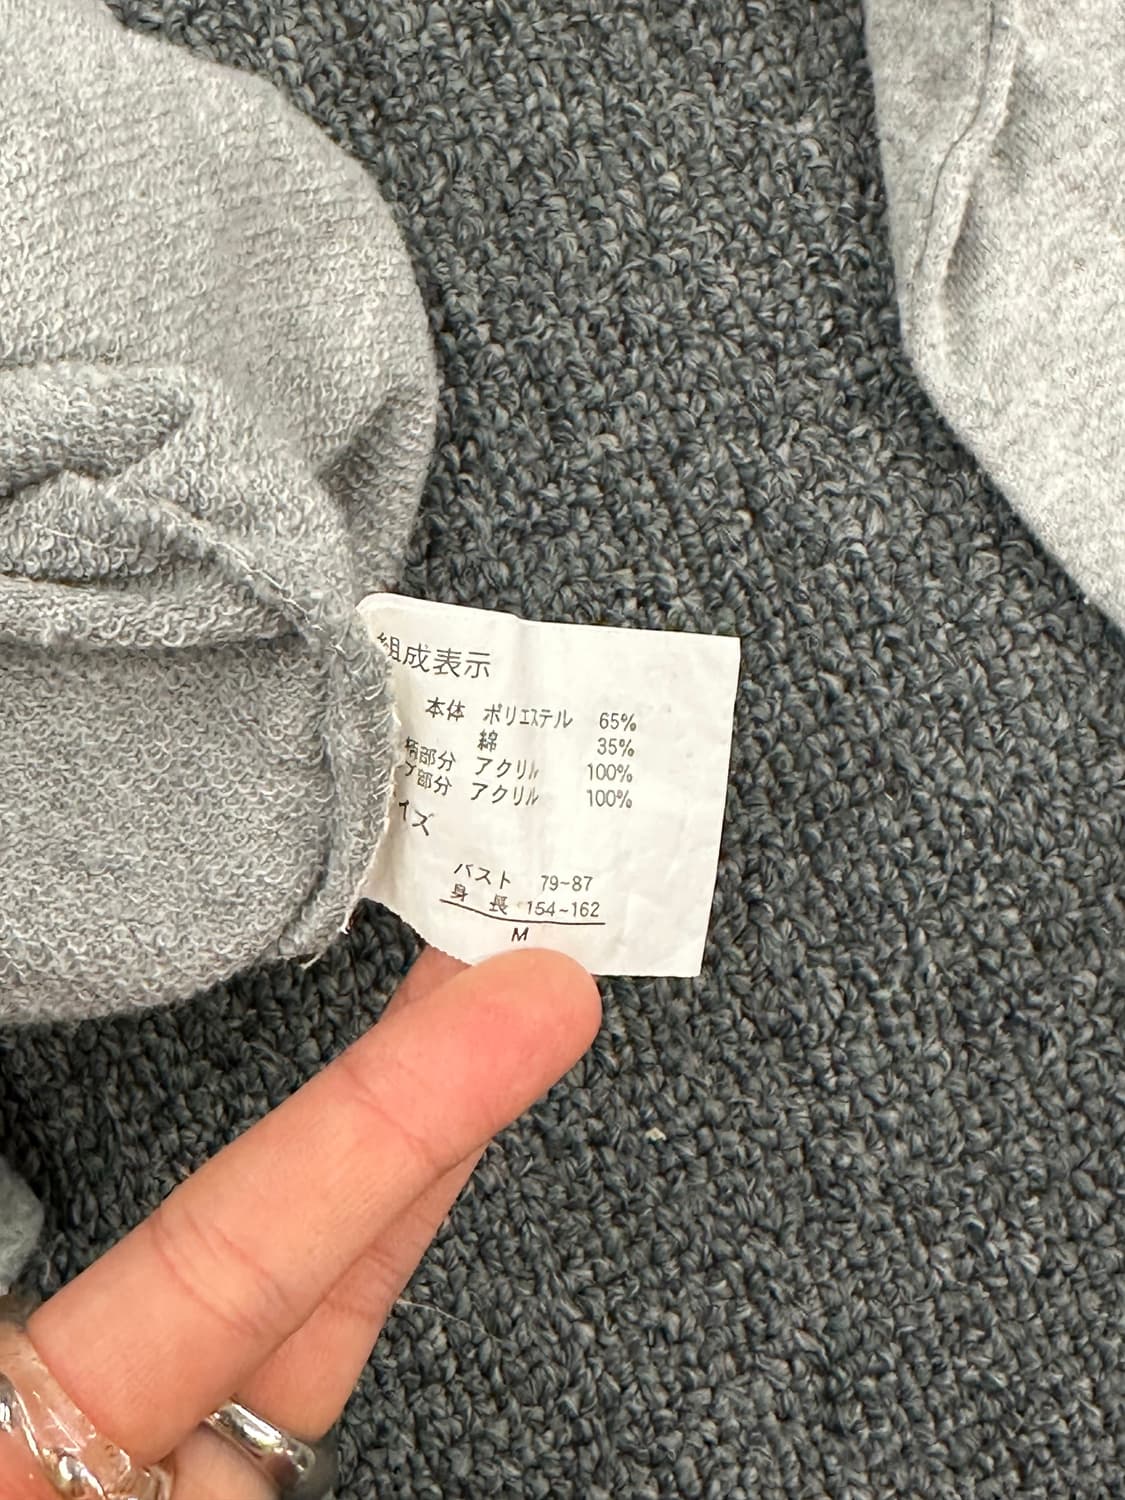 組成表示
本体 ポリエステル 65%
綿 35%
柄部分 アクリル 100%
プ部分 アクリル 100%
イズ
バスト 79~87
身長 154~162
M